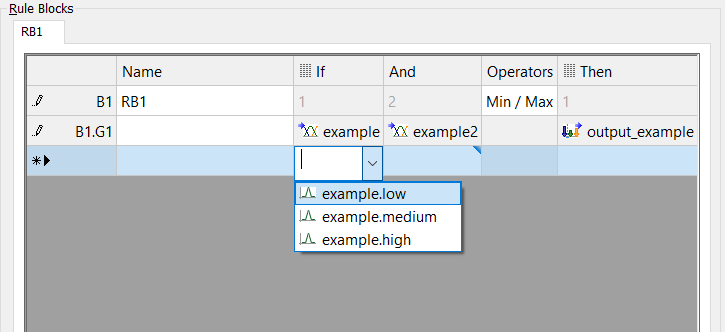 Rule Blocks
RB1
Name If And Operators Then
B1 RB1 1 2 Min / Max 1
B1.G1 example example2 output_example
example.low
example.medium
example.high